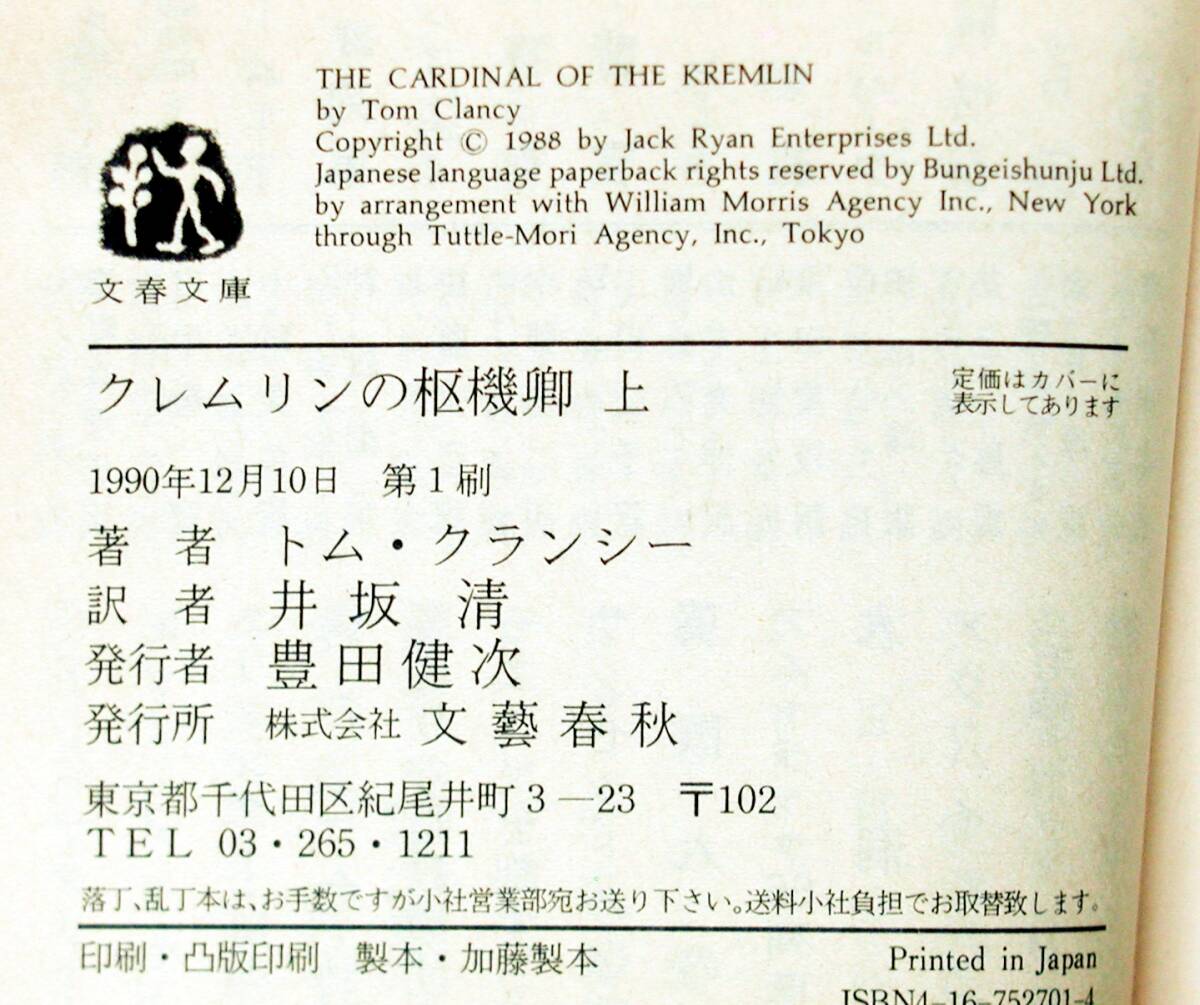 THE CARDINAL OF THE KREMLIN
by Tom Clancy
Copyright © 1988 by Jack Ryan Enterprises Ltd.
Japanese language paperback rights reserved by Bungeishunju Ltd.
by arrangement with William Morris Agency Inc., New York
through Tuttle-Mori Agency, Inc., Tokyo
文春文庫
クレムリンの枢機卿 上
定価はカバーに
表示してあります
1990年12月10日 第1刷
著 者 トム・クランシー
訳 者 井坂 清
発行者 豊田健次
発行所 株式会社 文藝春秋
東京都千代田区紀尾井町3—23 〒102
TEL 03・265・1211
落丁、乱丁本は、お手数ですが小社営業部宛お送り下さい。送料小社負担でお取替致します。
印刷・凸版印刷 製本・加藤製本
Printed in Japan
ISBN4-16-752701-4